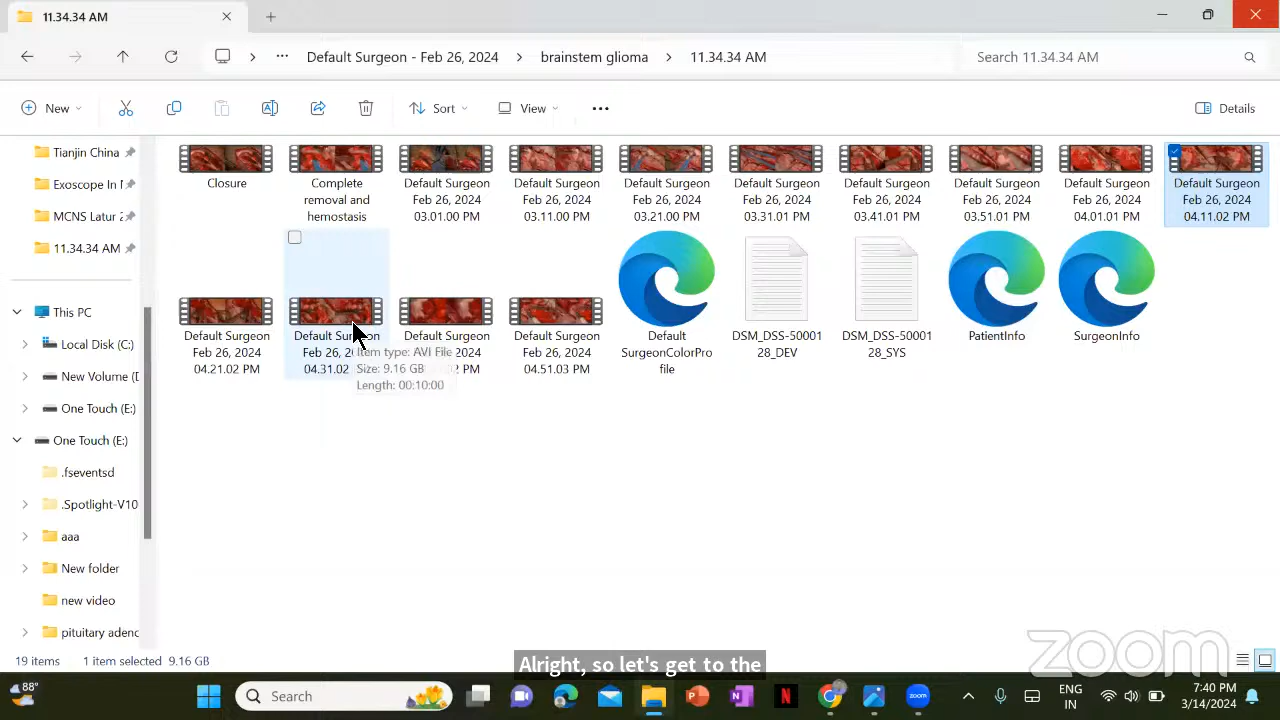 11.34.34 AM
Default Surgeon - Feb 26, 2024
brainstem glioma
11.34.34 AM
Search 11.34.34 AM
New
Sort
View
Details
Tianjin China
Exoscope In
MCNS Latur 2
11.34.34 AM
This PC
Local Disk (C:)
New Volume (D
One Touch (E:)
One Touch (E:)
.fseventsd
.Spotlight-V10
aaa
New folder
new video
pituitary adeno
Closure
Complete
removal and
hemostasis
Default Surgeon
Feb 26, 2024
03.01.00 PM
Default Surgeon
Feb 26, 2024
03.11.00 PM
Default Surgeon
Feb 26, 2024
03.21.00 PM
Default Surgeon
Feb 26, 2024
03.31.01 PM
Default Surgeon
Feb 26, 2024
03.41.01 PM
Default Surgeon
Feb 26, 2024
03.51.01 PM
Default Surgeon
Feb 26, 2024
04.01.01 PM
Default Surgeon
Feb 26, 2024
04.11.02 PM
Default Surgeon
Feb 26, 2024
04.21.02 PM
Default Surgeon
Feb 26, 2
04.31.02
Item type: AVI File
Size: 9.16 GB
Length: 00:10:00
Default Surgeon
2024
2 PM
Default Surgeon
Feb 26, 2024
04.51.03 PM
Default
SurgeonColorPro
file
DSM_DSS-50001
28_DEV
DSM_DSS-50001
28_SYS
PatientInfo
SurgeonInfo
19 items
1 item selected 9.16 GB
Alright, so let's get to the
zoom
88°
Search
zoom
ENG
IN
7:40 PM
3/14/2024